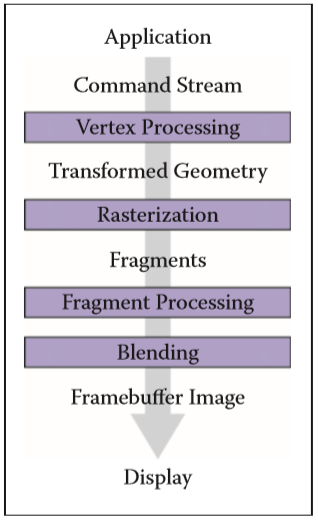 Application
Command Stream
Vertex Processing
Transformed Geometry
Rasterization
Fragments
Fragment Processing
Blending
Framebuffer Image
Display